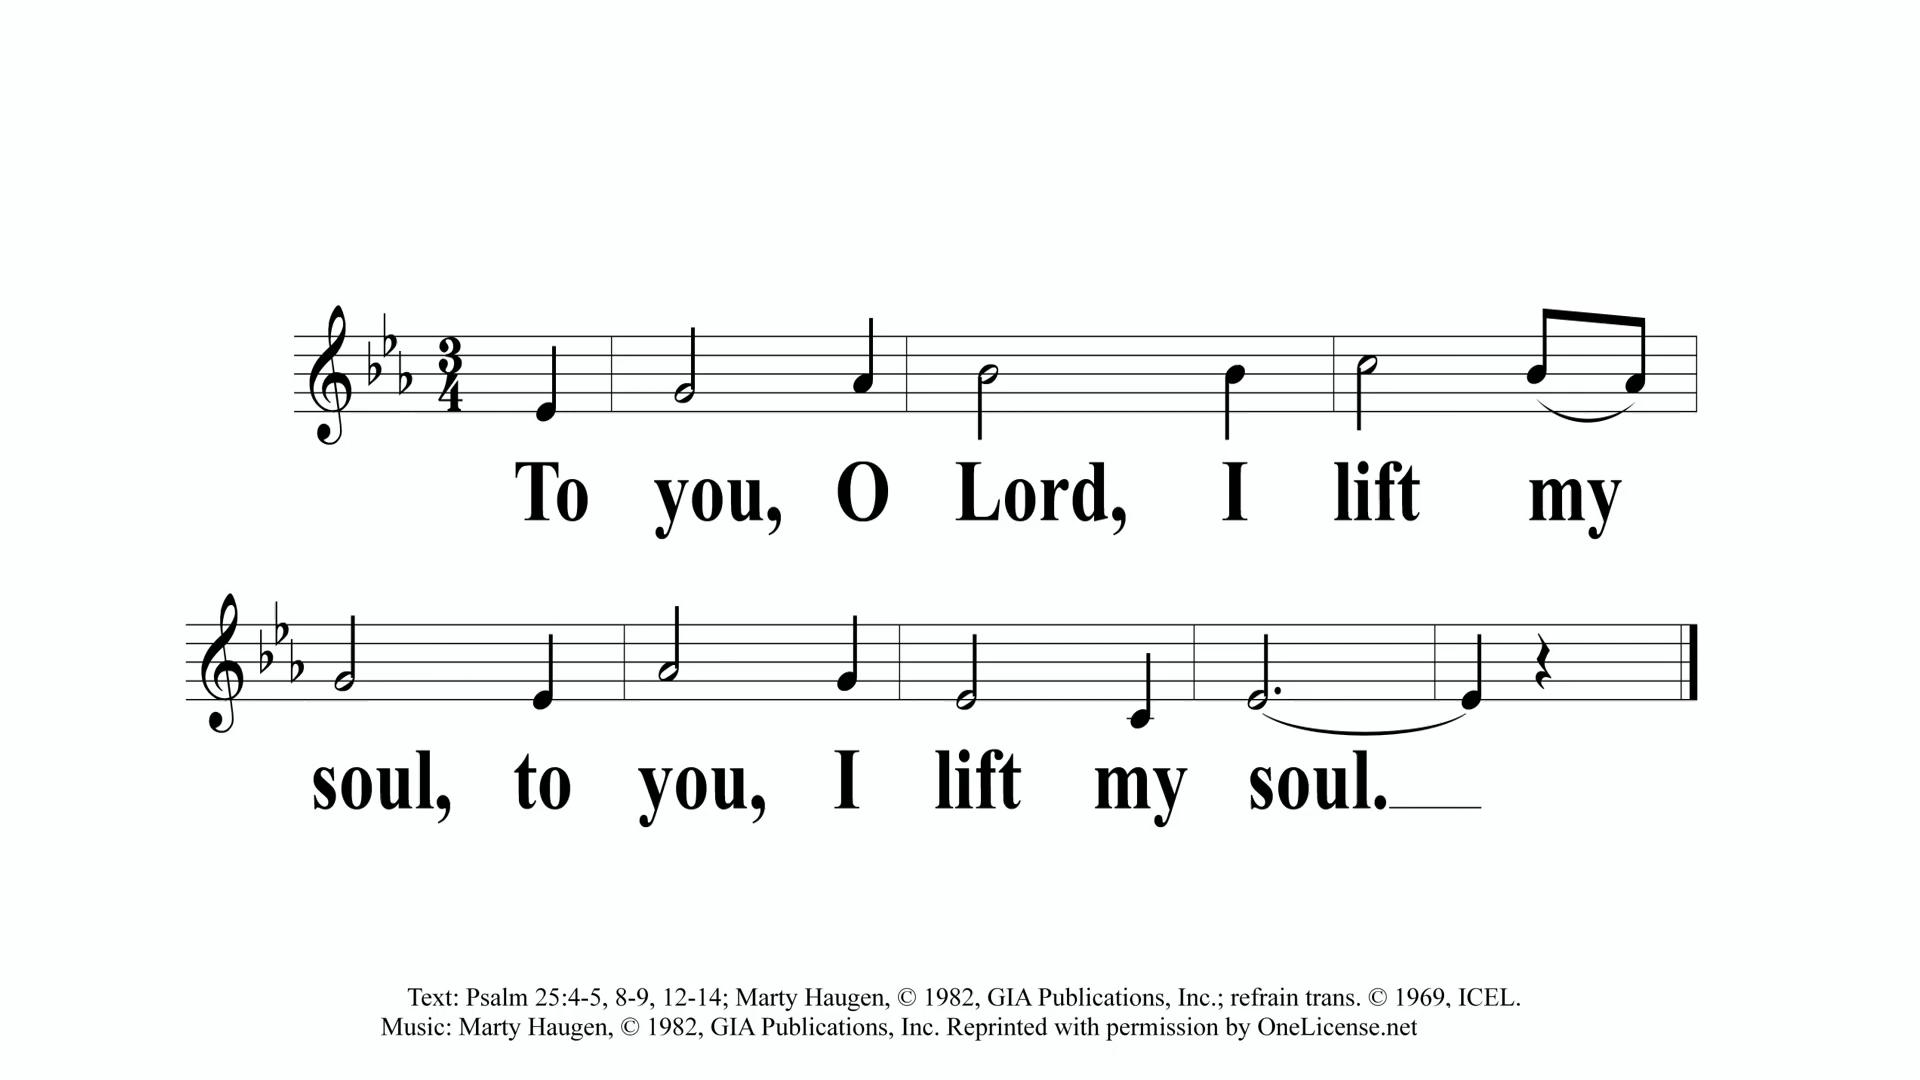 3
4
To you, O Lord, I lift my
soul, to you, I lift my soul.
Text: Psalm 25:4-5, 8-9, 12-14; Marty Haugen, © 1982, GIA Publications, Inc.; refrain trans. © 1969, ICEL.
Music: Marty Haugen, © 1982, GIA Publications, Inc. Reprinted with permission by OneLicense.net